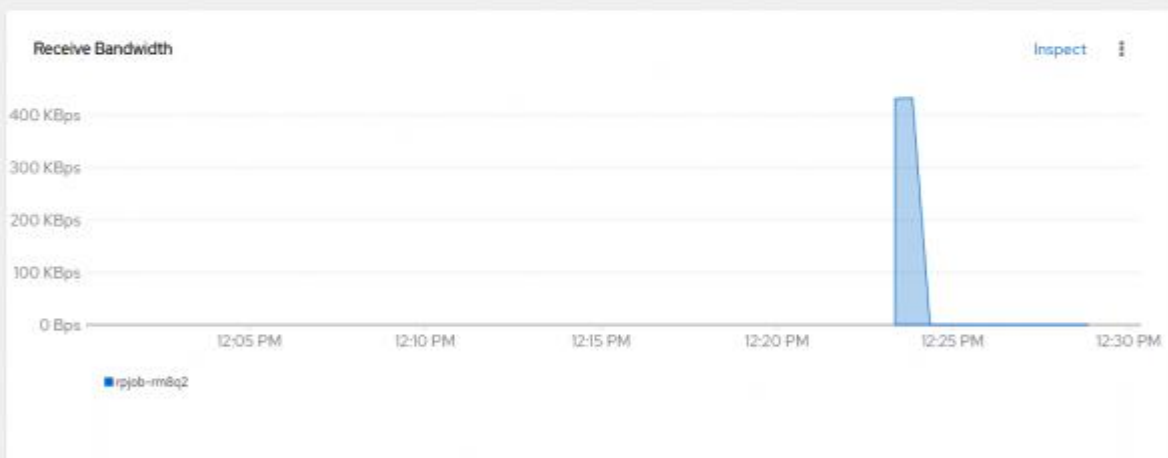 Receive Bandwidth
Inspect
400 KBps
300 KBps
200 KBps
100 KBps
0 Bps
12:05 PM 12:10 PM 12:15 PM 12:20 PM 12:25 PM 12:30 PM
rpjob-rm8q2